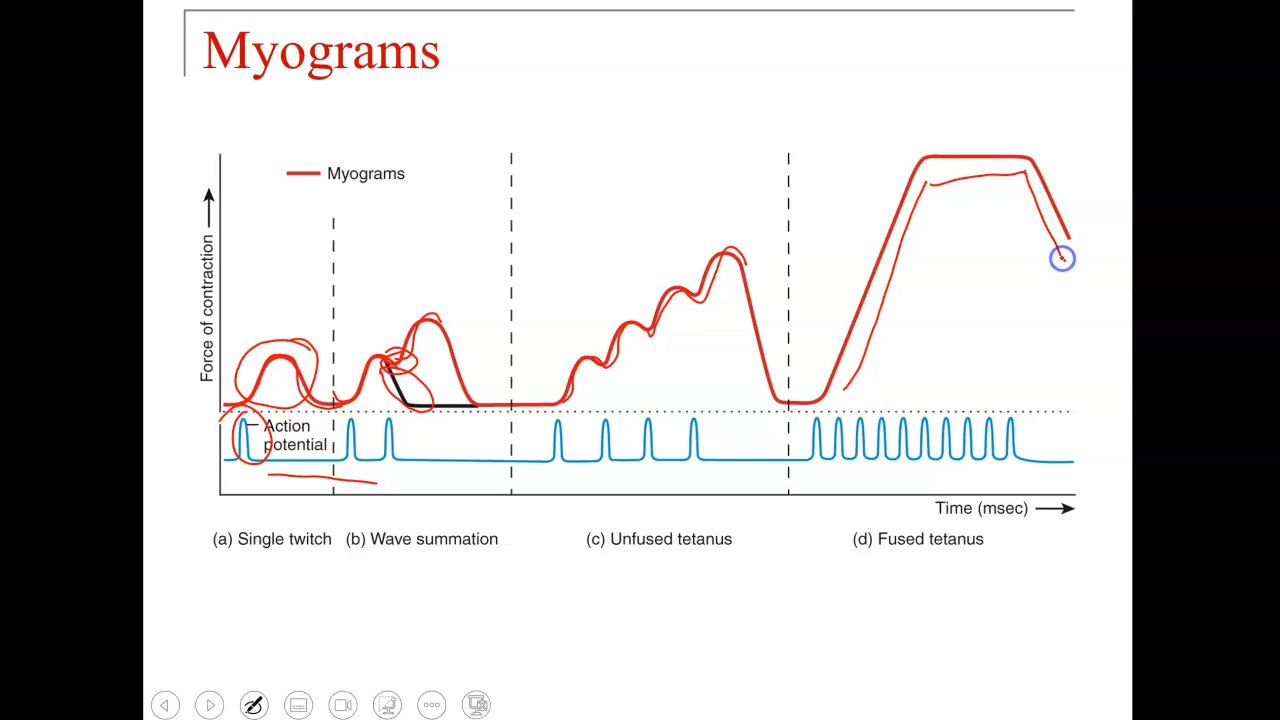 Myograms
Myograms
Force of contraction
Action
potential
Time (msec)
(a) Single twitch
(b) Wave summation
(c) Unfused tetanus
(d) Fused tetanus